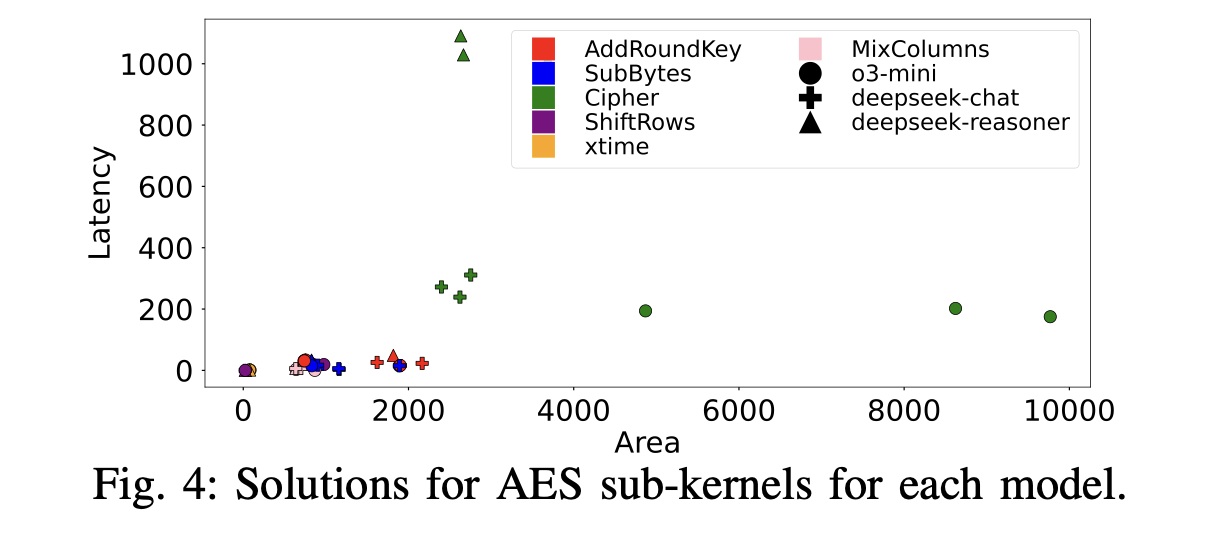 1000
800
600
400
200
0
Latency
0 2000 4000 6000 8000 10000
Area
AddRoundKey
SubBytes
Cipher
ShiftRows
xtime
MixColumns
o3-mini
deepseek-chat
deepseek-reasoner
Fig. 4: Solutions for AES sub-kernels for each model.